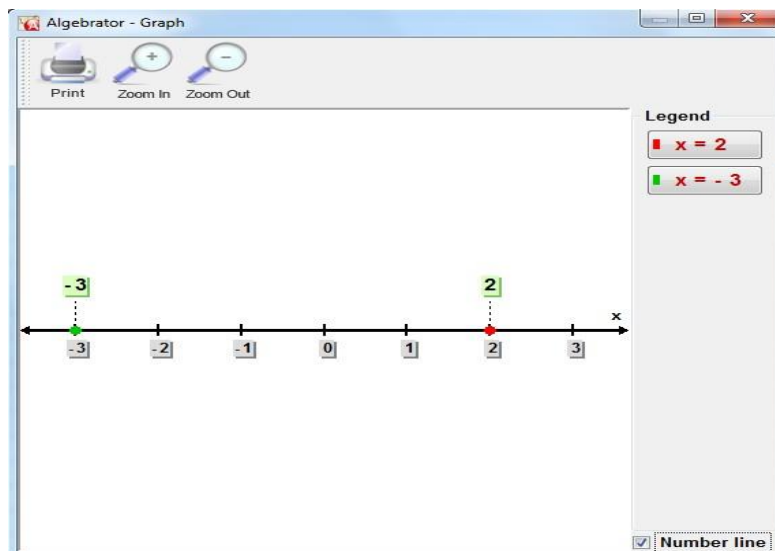 Algebrator - Graph
Print Zoom In Zoom Out
Legend
x = 2
x = - 3
- 3 2
x
-3 -2 -1 0 1 2 3
Number line